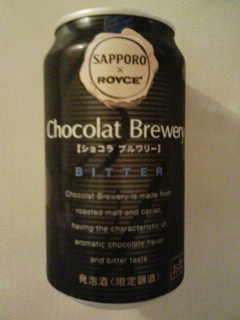 SAPPORO
×
ROYCE'
Chocolat Brewery
【ショコラ ブルワリー】
BITTER
Chocolat Brewery is made from
roasted malt and cacao,
having the characteristic of
aromatic chocolate flavor
and bitter taste.
発泡酒(限定醸造)
お酒